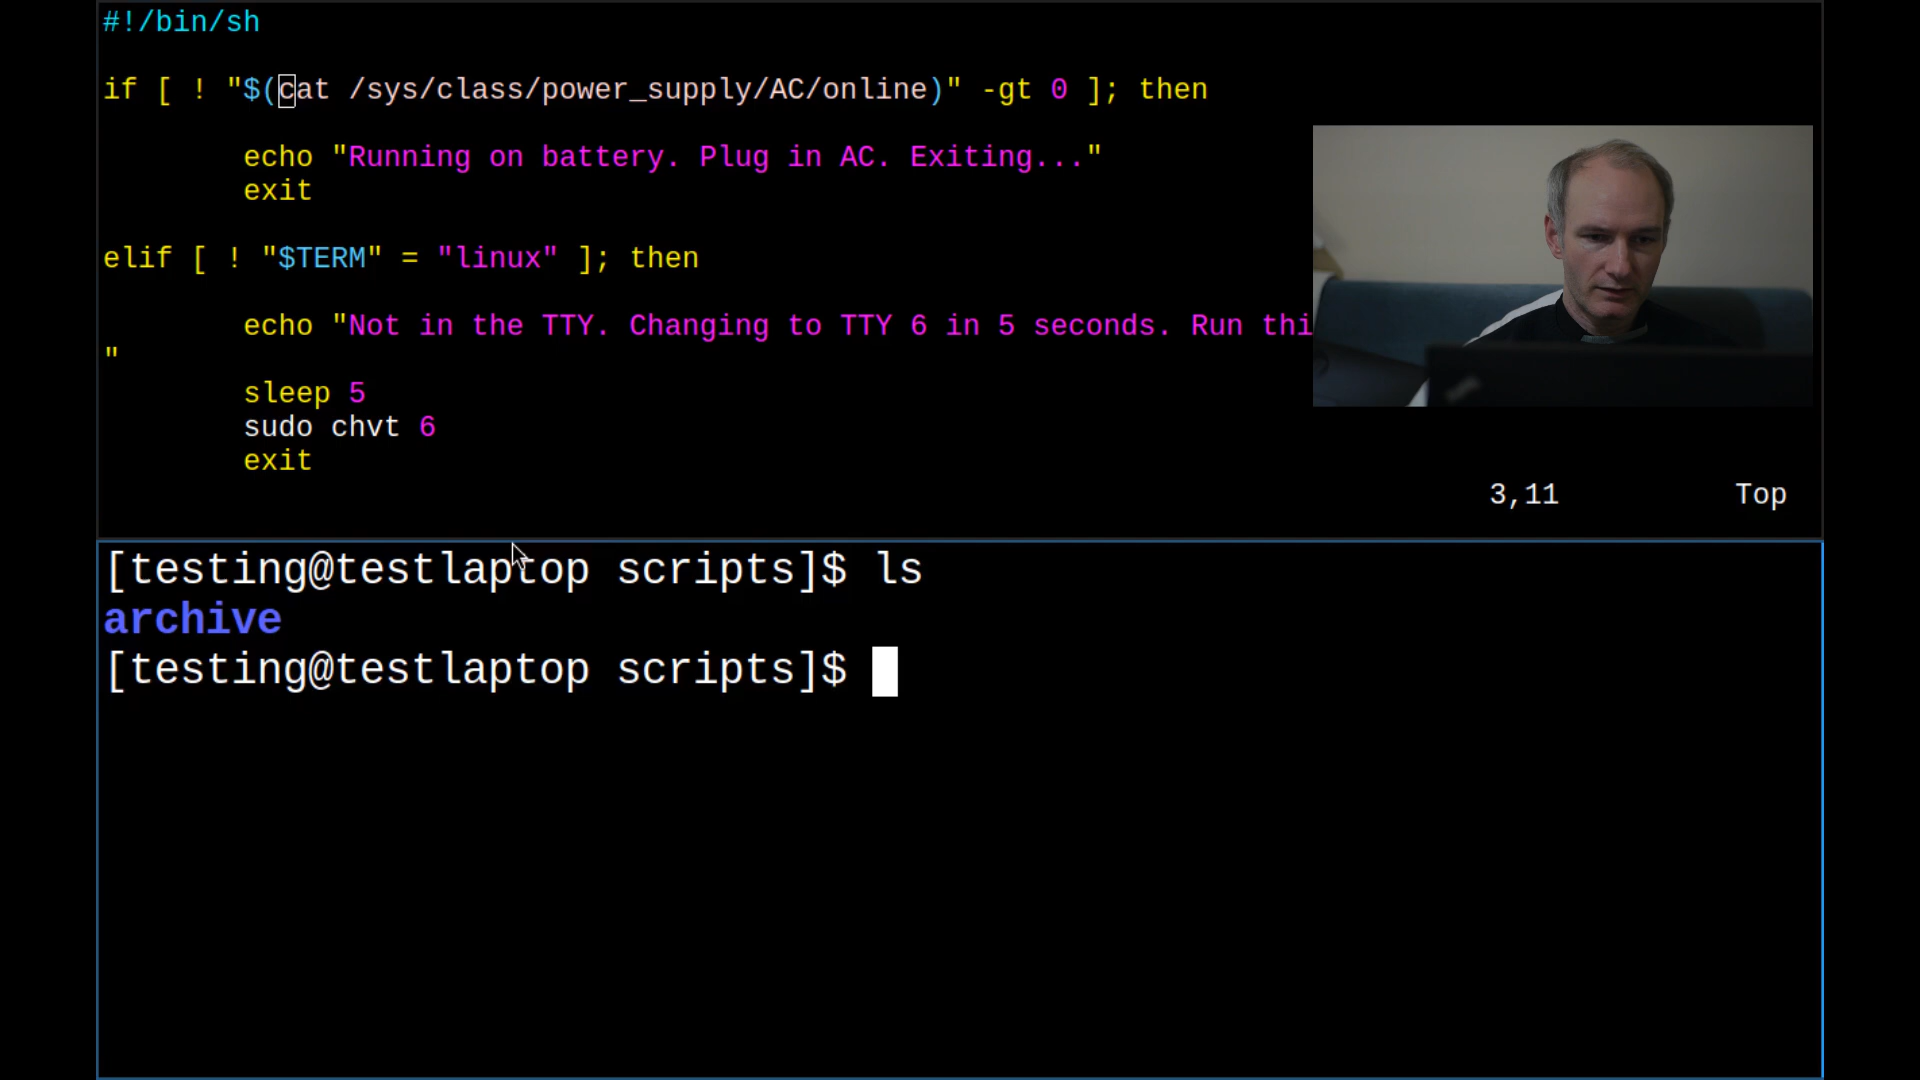 #!/bin/sh
if [ ! "$(cat /sys/class/power_supply/AC/online)" -gt 0 ]; then
echo "Running on battery. Plug in AC. Exiting..."
exit
elif [ ! "$TERM" = "linux" ]; then
echo "Not in the TTY. Changing to TTY 6 in 5 seconds. Run
"
sleep 5
sudo chvt 6
exit
3,11 Top
[testing@testlaptop scripts]$ ls
archive
[testing@testlaptop scripts]$